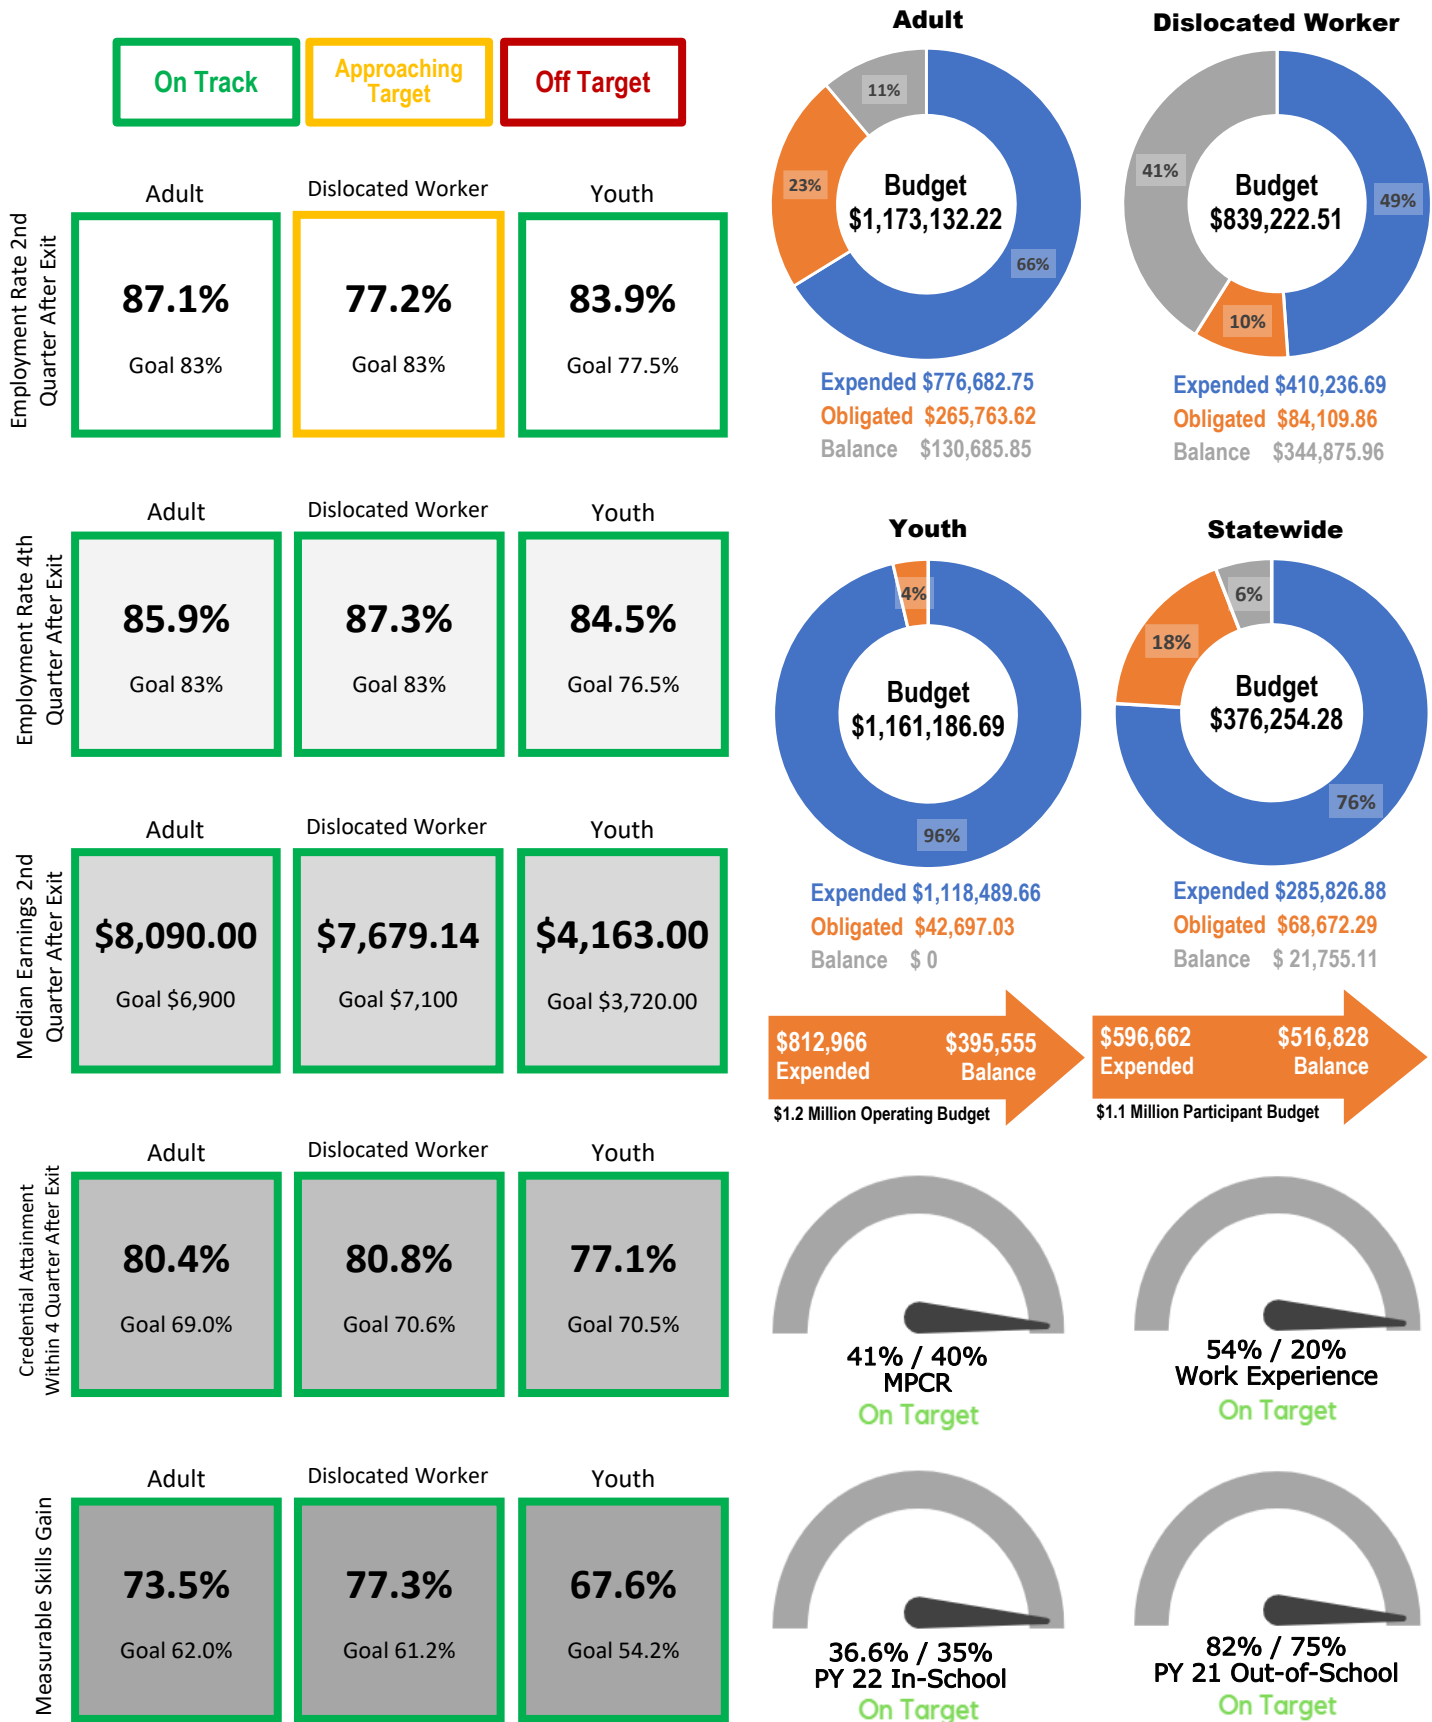 On Track
Approaching
Target
Off Target
Employment Rate 2nd
Quarter After Exit
Adult
87.1%
Goal 83%
Dislocated Worker
77.2%
Goal 83%
Youth
83.9%
Goal 77.5%
Employment Rate 4th
Quarter After Exit
Adult
85.9%
Goal 83%
Dislocated Worker
87.3%
Goal 83%
Youth
84.5%
Goal 76.5%
Median Earnings 2nd
Quarter After Exit
Adult
$8,090.00
Goal $6,900
Dislocated Worker
$7,679.14
Goal $7,100
Youth
$4,163.00
Goal $3,720.00
Credential Attainment
Within 4 Quarter After Exit
Adult
80.4%
Goal 69.0%
Dislocated Worker
80.8%
Goal 70.6%
Youth
77.1%
Goal 70.5%
Measurable Skills Gain
Adult
73.5%
Goal 62.0%
Dislocated Worker
77.3%
Goal 61.2%
Youth
67.6%
Goal 54.2%
Adult
11%
23%
66%
Budget
$1,173,132.22
Expended $776,682.75
Obligated $265,763.62
Balance $130,685.85
Dislocated Worker
41%
49%
10%
Budget
$839,222.51
Expended $410,236.69
Obligated $84,109.86
Balance $344,875.96
Youth
4%
96%
Budget
$1,161,186.69
Expended $1,118,489.66
Obligated $42,697.03
Balance $ 0
Statewide
6%
18%
76%
Budget
$376,254.28
Expended $285,826.88
Obligated $68,672.29
Balance $ 21,755.11
$812,966 $395,555
Expended Balance
$1.2 Million Operating Budget
$596,662 $516,828
Expended Balance
$1.1 Million Participant Budget
41% / 40%
MPCR
On Target
54% / 20%
Work Experience
On Target
36.6% / 35%
PY 22 In-School
On Target
82% / 75%
PY 21 Out-of-School
On Target